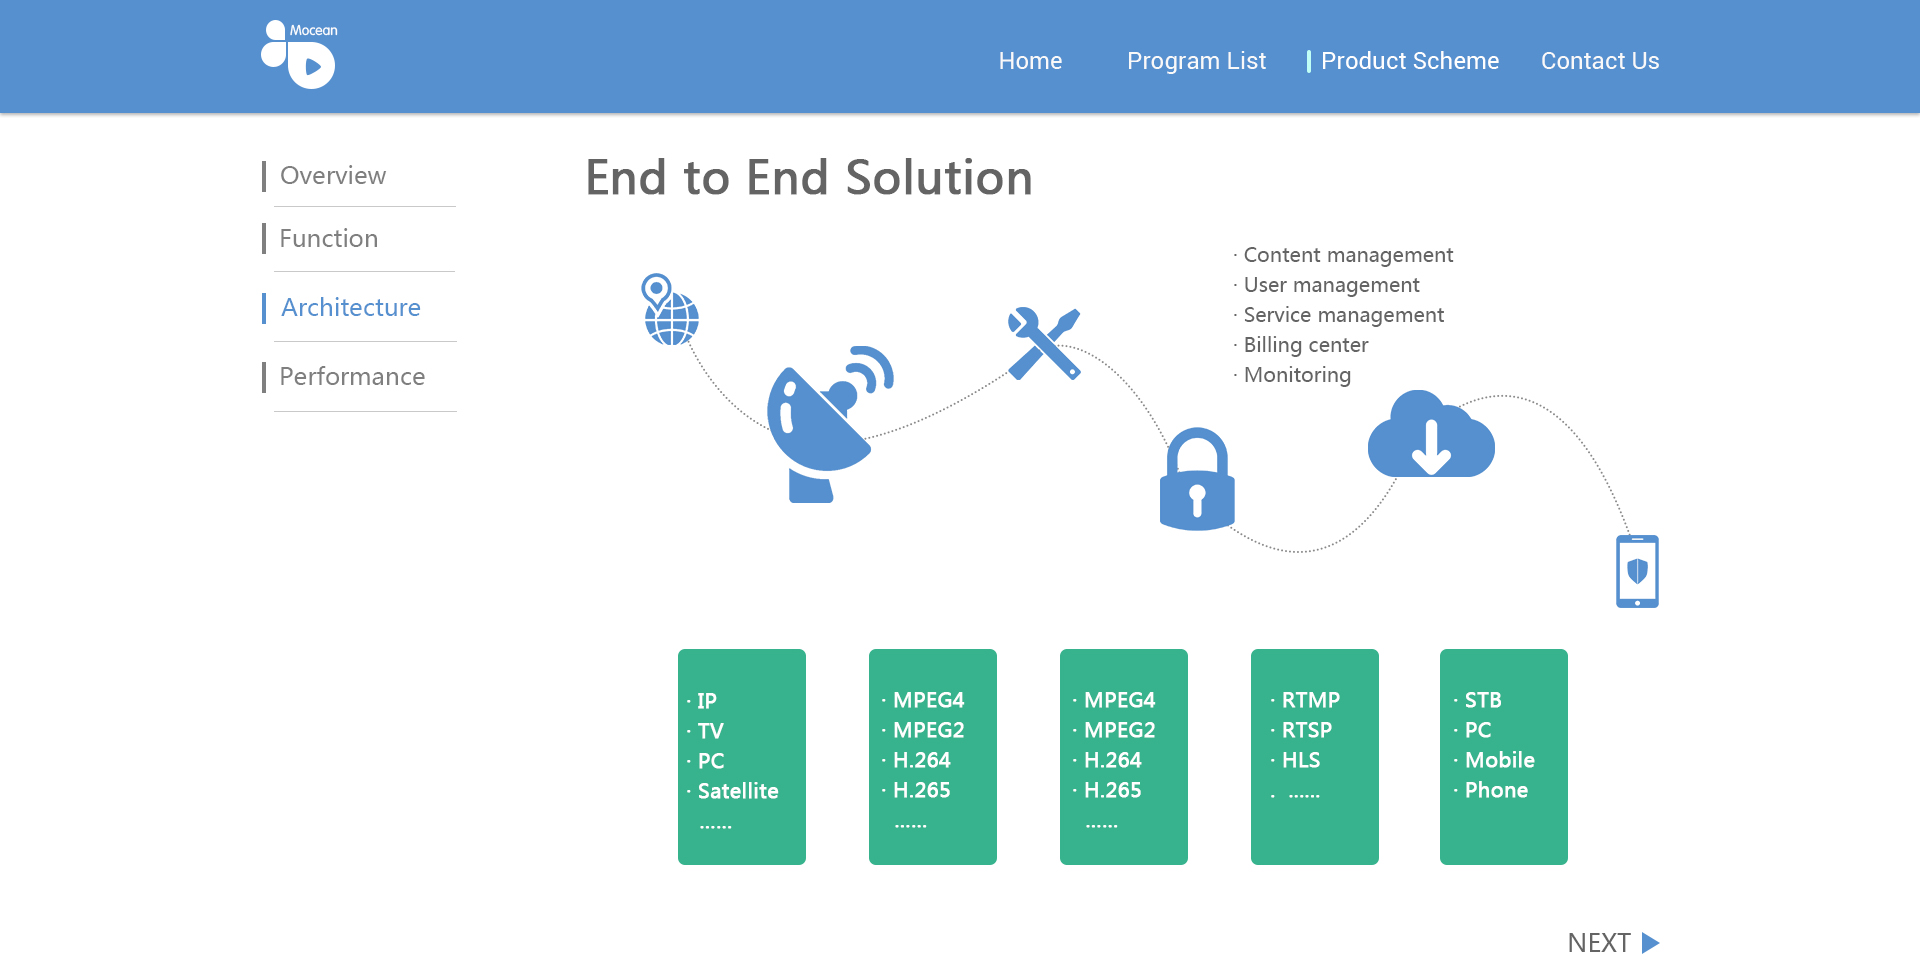 Mocean
Home
Program List
Product Scheme
Contact Us
Overview
Function
Architecture
Performance
End to End Solution
· Content management
· User management
· Service management
· Billing center
· Monitoring
· IP
· TV
· PC
· Satellite
......
· MPEG4
· MPEG2
· H.264
· H.265
......
· MPEG4
· MPEG2
· H.264
· H.265
......
· RTMP
· RTSP
· HLS
· ......
· STB
· PC
· Mobile
· Phone
NEXT